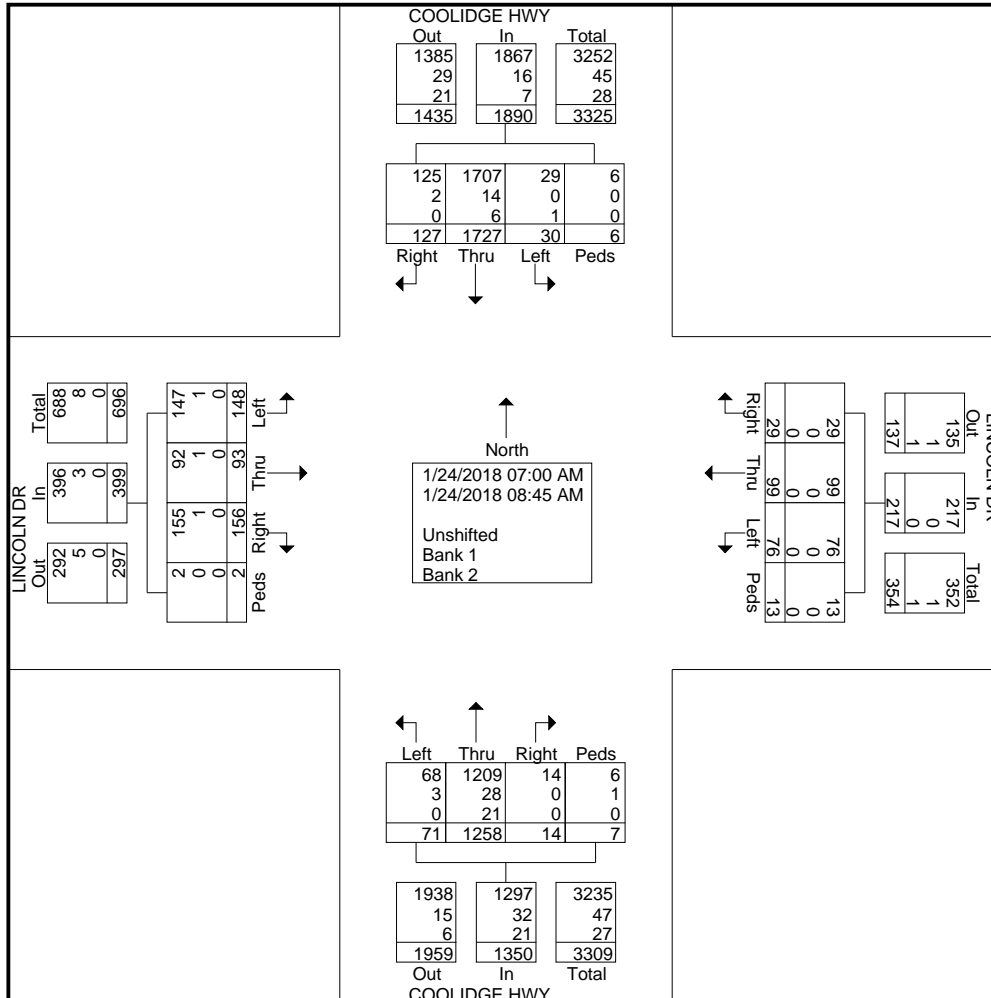 COOLIDGE HWY
Out In Total
1385 1867 3252
29 16 45
21 7 28
1435 1890 3325
125 1707 29 6
2 14 0 0
0 6 1 0
127 1727 30 6
Right Thru Left Peds
LINCOLN DR
Total In Out
688 396 292
8 3 5
0 0 0
696 399 297
147 92 155 2
1 1 1 0
0 0 0 0
148 93 156 2
Left Thru Right Peds
North
1/24/2018 07:00 AM
1/24/2018 08:45 AM
Unshifted
Bank 1
Bank 2
Right Thru Left Peds
29 99 76 13
0 0 0 0
0 0 0 0
29 99 76 13
LINCOLN DR
Out In Total
135 217 352
1 0 1
1 0 1
137 217 354
Left Thru Right Peds
68 1209 14 6
3 28 0 1
0 21 0 0
71 1258 14 7
1938 1297 3235
15 32 47
6 21 27
1959 1350 3309
Out In Total
COOLIDGE HWY